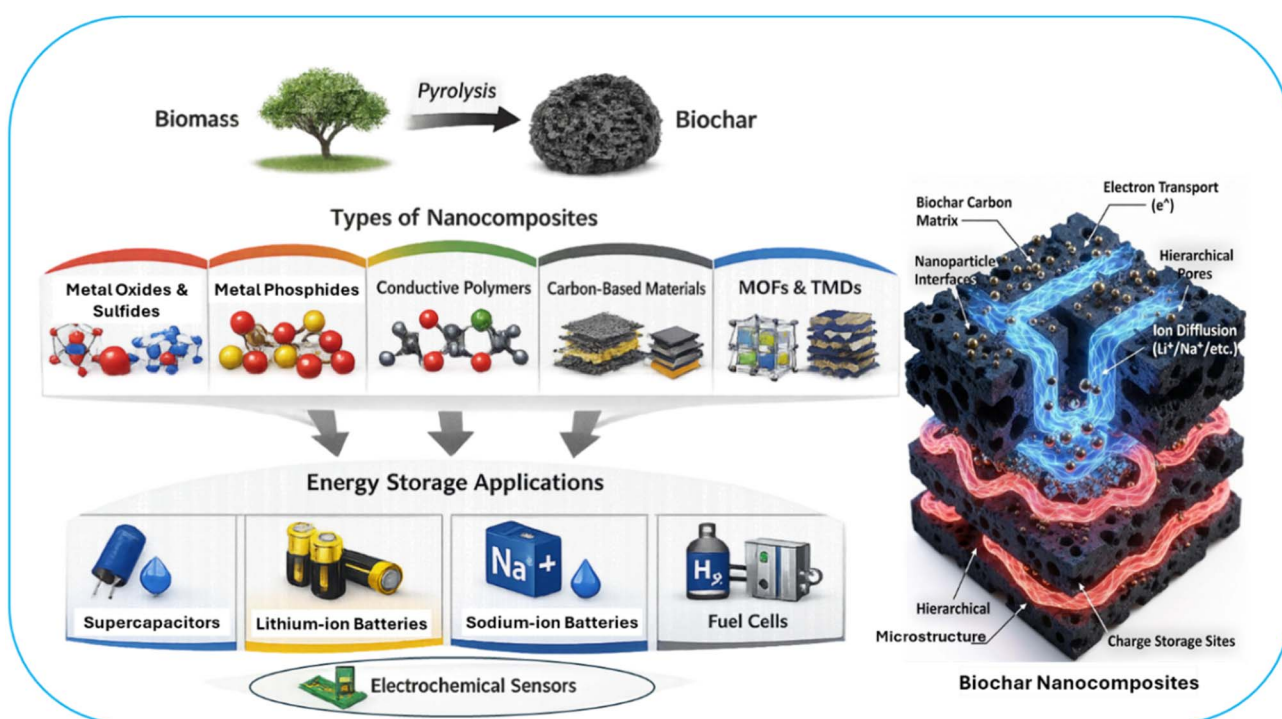 Pyrolysis
Biomass
Biochar
Types of Nanocomposites
Metal Oxides &
Sulfides
Metal Phosphides
Conductive Polymers
Carbon-Based Materials
MOFs & TMDs
Energy Storage Applications
Na +
Supercapacitors
Lithium-ion Batteries
Sodium-ion Batteries
Fuel Cells
Electrochemical Sensors
Electron Transport
(e^)
Biochar Carbon
Matrix
Nanoparticle
Interfaces
Hierarchical
Pores
Ion Ddiffusion
(Li⁺/Na⁺/etc.)
Hierarchical
Microstructure
Charge Storage Sites
Biochar Nanocomposites